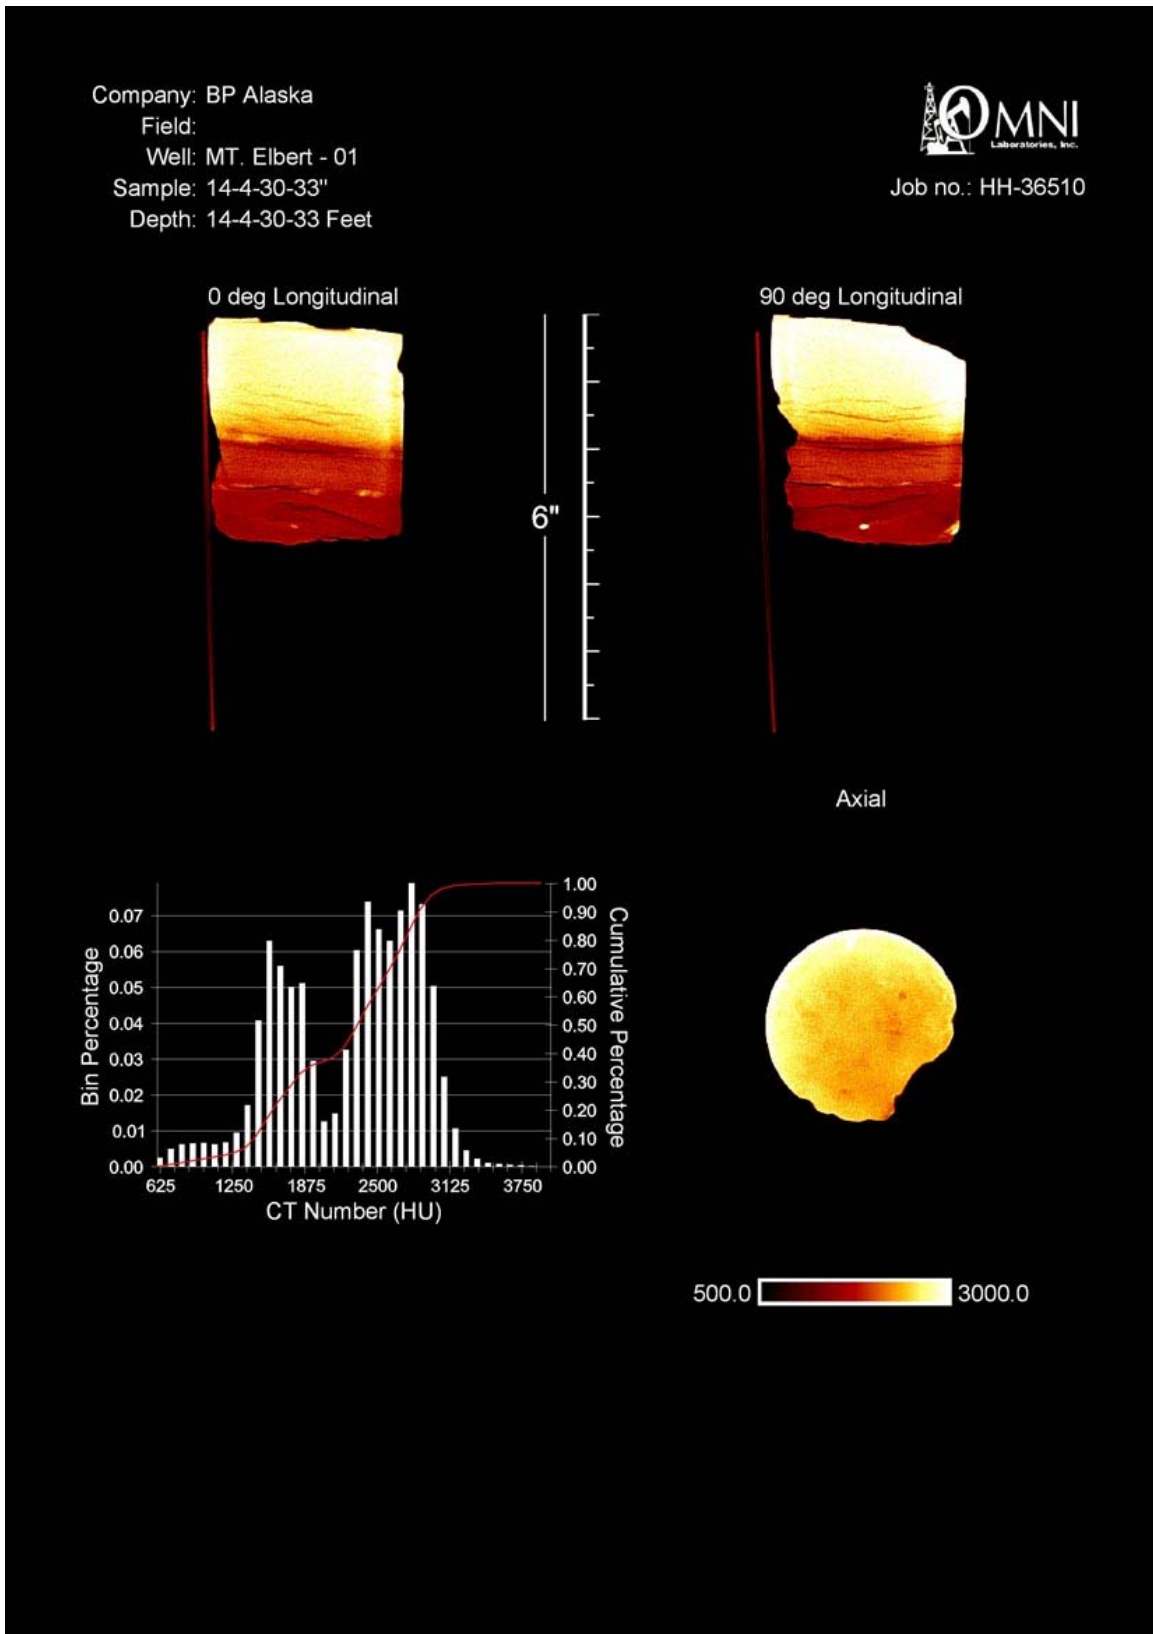 Company: BP Alaska
Field:
Well: MT. Elbert - 01
Sample: 14-4-30-33"
Depth: 14-4-30-33 Feet
OMNI
Laboratories, Inc.
Job no.: HH-36510
0 deg Longitudinal
90 deg Longitudinal
6"
Axial
Bin Percentage
0.07
0.06
0.05
0.04
0.03
0.02
0.01
0.00
625 1250 1875 2500 3125 3750
CT Number (HU)
1.00
0.90
0.80
0.70
0.60
0.50
0.40
0.30
0.20
0.10
0.00
Cumulative Percentage
500.0 3000.0